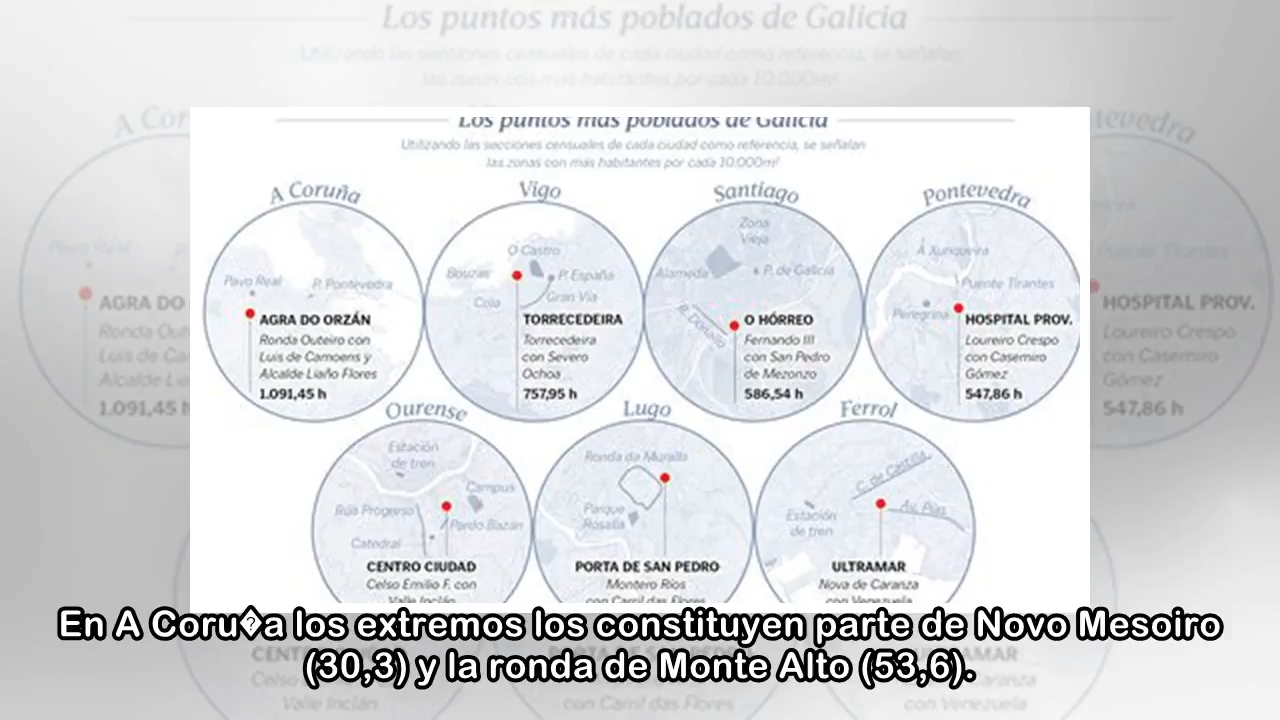 Los puntos más poblados de Galicia
Utilizando las secciones censuales de cada ciudad como referencia, se señalan
las zonas con más habitantes por cada 10.000m²
A Coruña
Vigo
Santiago
Pontevedra
Pavo Real
P. Pontevedra
AGRA DO ORZÁN
Ronda Outeiro con
Luis de Camoens y
Alcalde Liaño Flores
1.091,45 h
O Castro
Bouzas
P. España
Gran Vía
Coia
TORRECEDEIRA
Torrecedeira
con Severo
Ochoa
757,95 h
Zona
Vieja
Alameda
P. de Galicia
R. Doñallo
O HÓRREO
Fernando III
con San Pedro
de Mezonzo
586,54 h
A Xunqueira
Puente Tirantes
Peregrina
HOSPITAL PROV.
Loureiro Crespo
con Casemiro
Gómez
547,86 h
Ourense
Lugo
Ferrol
Estación
de tren
Campus
Rúa Progreso
Pardo Bazán
Catedral
CENTRO CIUDAD
Celso Emilio F. con
Valle Inclán
Ronda da Muralla
Parque
Rosalía
PORTA DE SAN PEDRO
Montero Ríos
con Carril das Flores
C. de Castilla
Av. Pías
Estación
de tren
ULTRAMAR
Nova de Caranza
con Venezuela
En A Coru�a los extremos los constituyen parte de Novo Mesoiro
(30,3) y la ronda de Monte Alto (53,6).